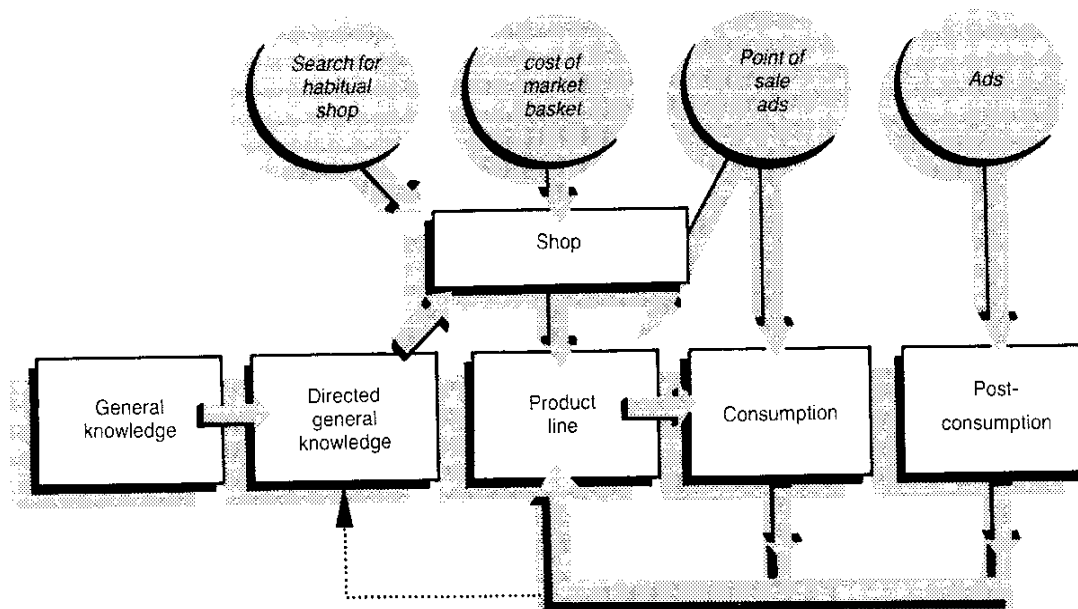 Search for
habitual
shop
cost of
market
basket
Point of
sale
ads
Ads
Shop
General
knowledge
Directed
general
knowledge
Product
line
Consumption
Post-
consumption